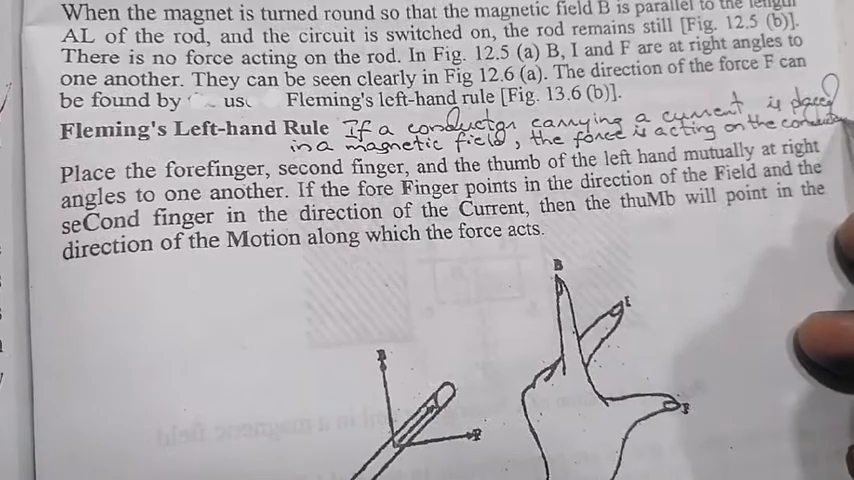 When the magnet is turned round so that the magnetic field B is parallel to the length
AL of the rod, and the circuit is switched on, the rod remains still [Fig. 12.5 (b)].
There is no force acting on the rod. In Fig. 12.5 (a) B, I and F are at right angles to
one another. They can be seen clearly in Fig 12.6 (a). The direction of the force F can
be found by Fleming's left-hand rule [Fig. 13.6 (b)].
Fleming's Left-hand Rule If a conductor carrying a current is placed
in a magnetic field, the force is acting on the conductor
Place the forefinger, second finger, and the thumb of the left hand mutually at right
angles to one another. If the fore Finger points in the direction of the Field and the
seCond finger in the direction of the Current, then the thuMb will point in the
direction of the Motion along which the force acts.
B